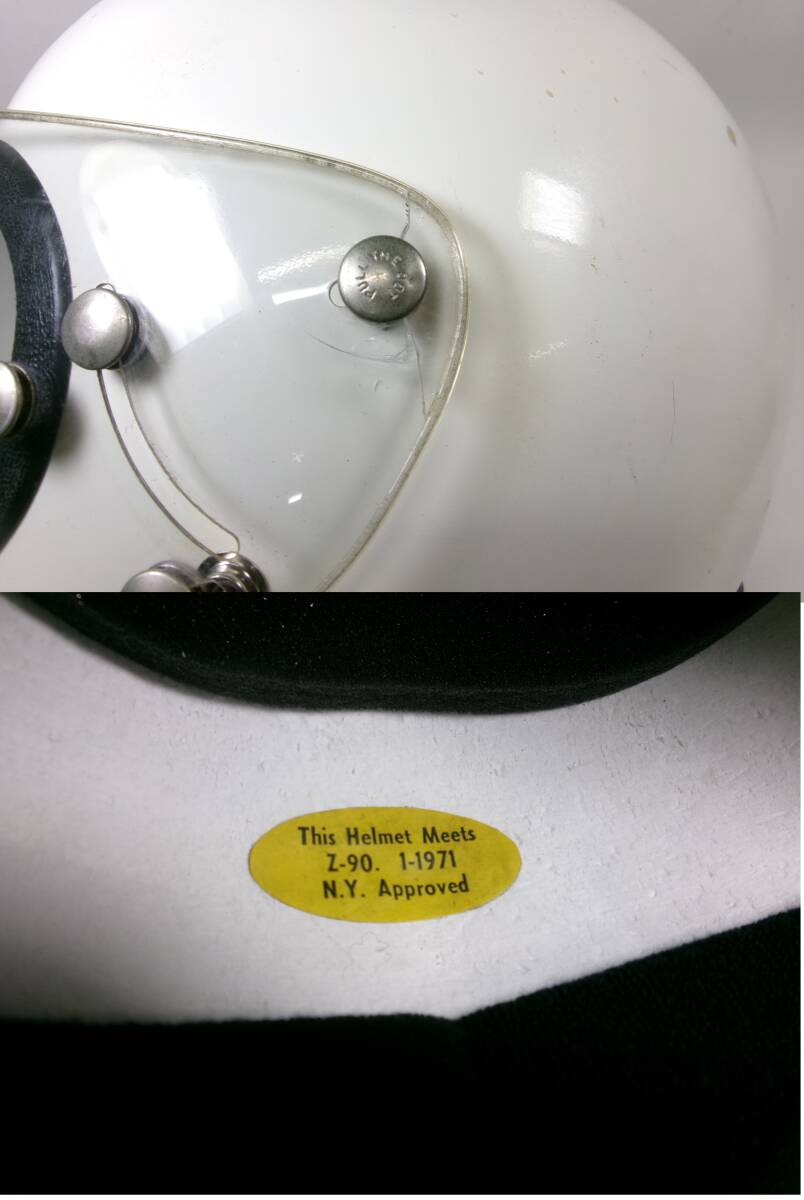 PULL THE DOT
This Helmet Meets
Z-90. 1-1971
N.Y. Approved